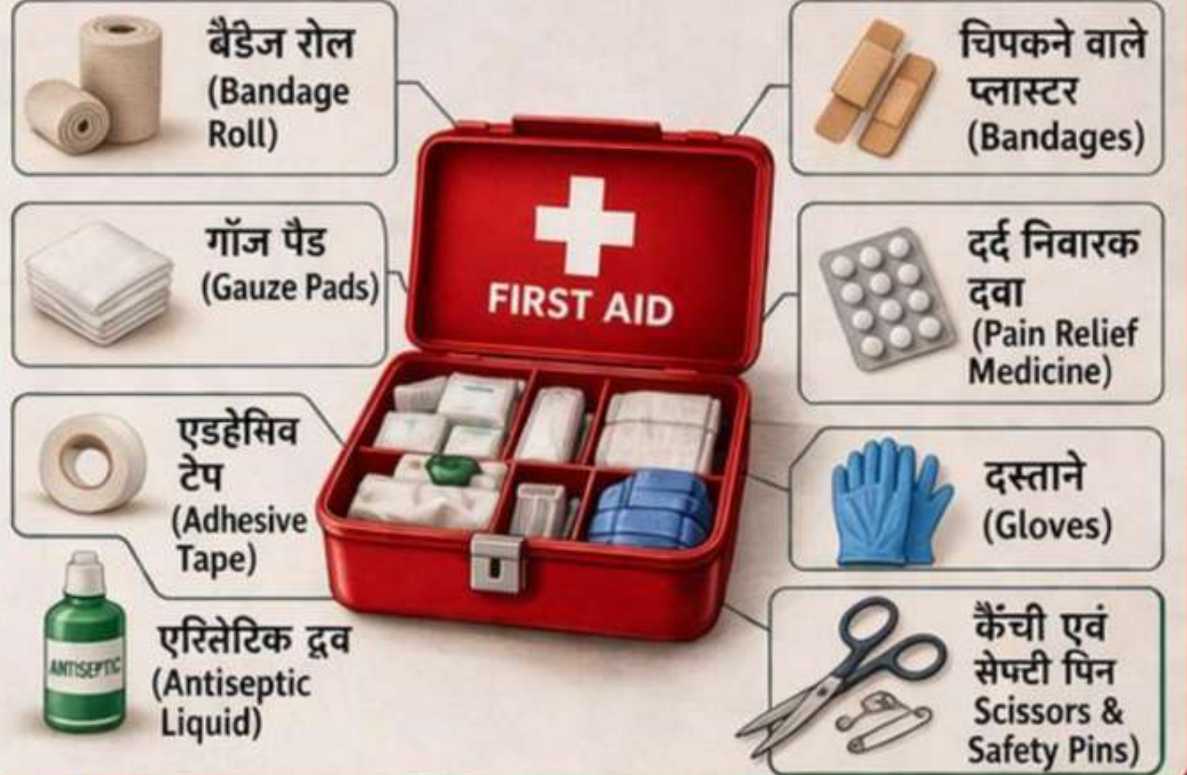 बैंडेज रोल
(Bandage
Roll)
चिपकने वाले
प्लास्टर
(Bandages)
गॉज पैड
(Gauze Pads)
FIRST AID
दर्द निवारक
दवा
(Pain Relief
Medicine)
एडहेसिव
टेप
(Adhesive
Tape)
दस्ताने
(Gloves)
ANTISEPTIC
एरितेटिक द्रव
(Antiseptic
Liquid)
कैंची एवं
सेफ्टी पिन
Scissors &
Safety Pins)